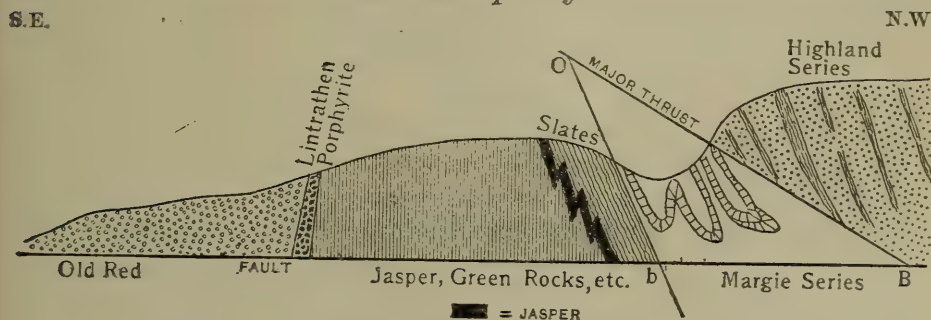 S.E.
N.W
Highland
Series
O
MAJOR THRUST
Lintrathen
Porphyrite
Slates
Old Red
FAULT
Jasper, Green Rocks, etc.
b
Margie Series
B
= JASPER